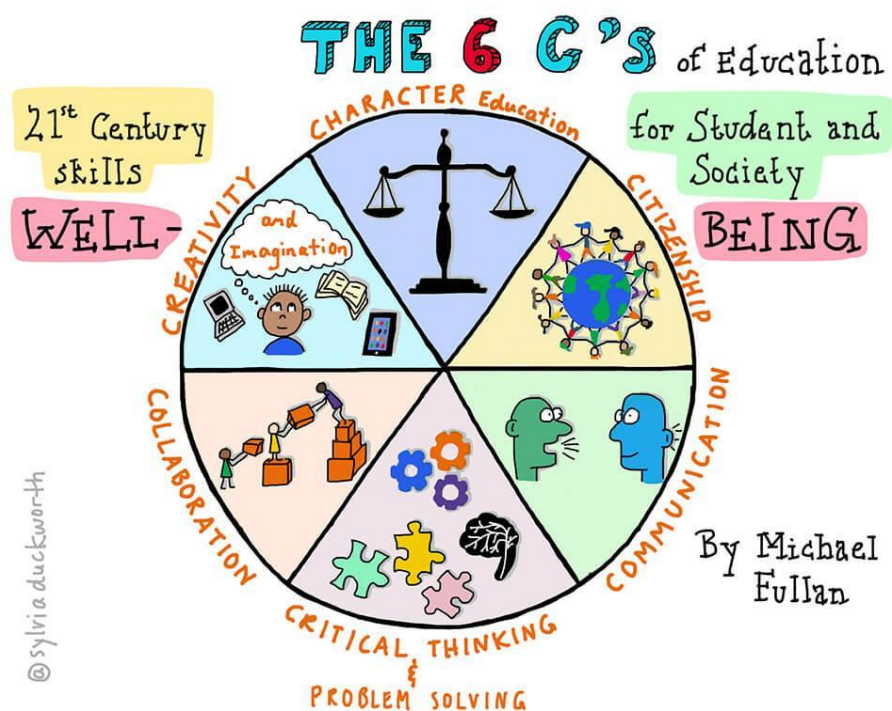 THE 6 C'S of Education
21st Century
skills
WELL-
for Student and
Society
BEING
CHARACTER Education
CITIZENSHIP
COMMUNICATION
CRITICAL THINKING
&
PROBLEM SOLVING
COLLABORATION
CREATIVITY
and
Imagination
By Michael
Fullan
@sylviaduckworth